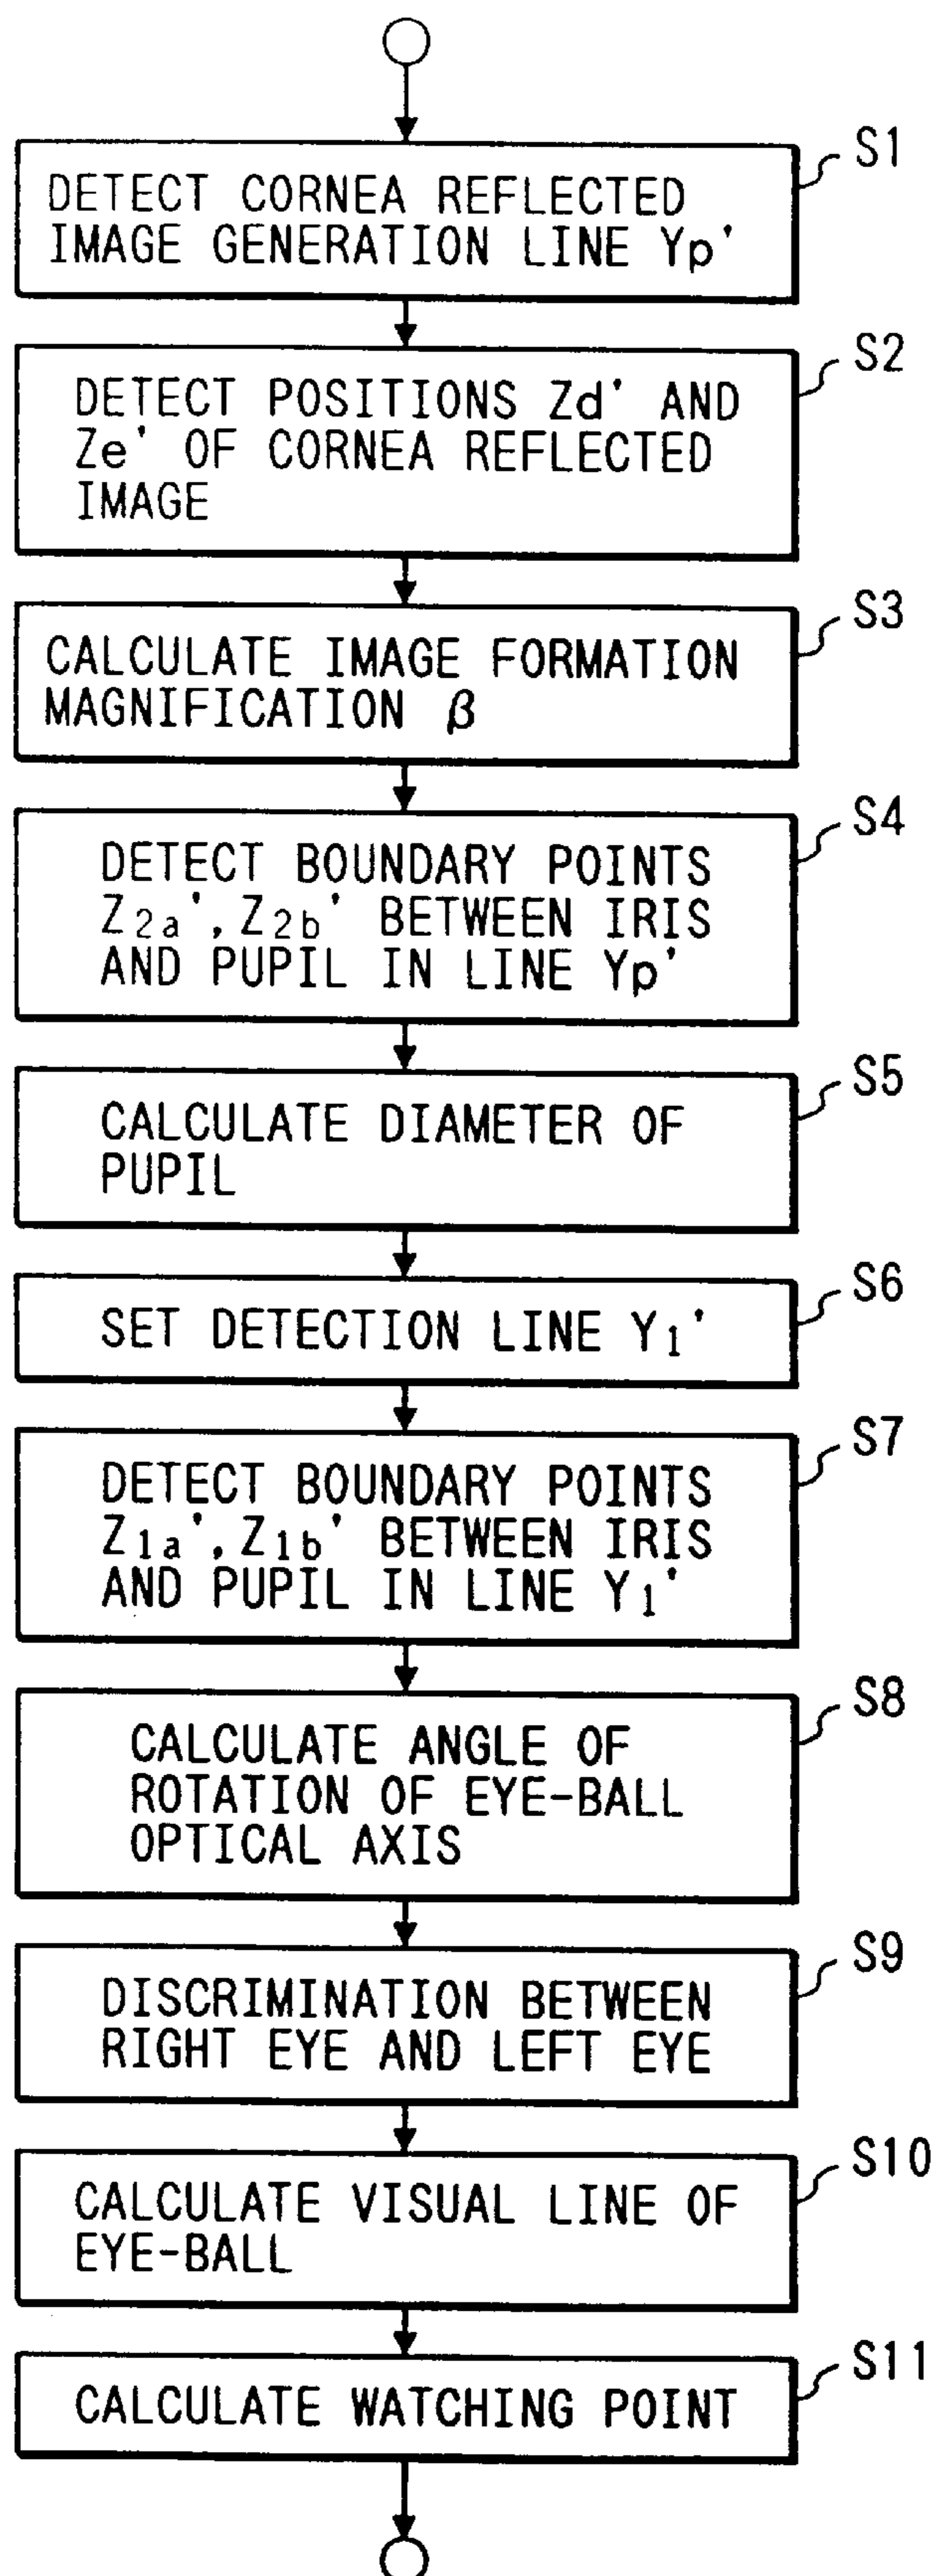 S1
DETECT CORNEA REFLECTED
IMAGE GENERATION LINE Yp'
S2
DETECT POSITIONS Zd' AND
Ze' OF CORNEA REFLECTED
IMAGE
S3
CALCULATE IMAGE FORMATION
MAGNIFICATION β
S4
DETECT BOUNDARY POINTS
Z2a', Z2b' BETWEEN IRIS
AND PUPIL IN LINE Yp'
S5
CALCULATE DIAMETER OF
PUPIL
S6
SET DETECTION LINE Y1'
S7
DETECT BOUNDARY POINTS
Z1a', Z1b' BETWEEN IRIS
AND PUPIL IN LINE Y1'
S8
CALCULATE ANGLE OF
ROTATION OF EYE-BALL
OPTICAL AXIS
S9
DISCRIMINATION BETWEEN
RIGHT EYE AND LEFT EYE
S10
CALCULATE VISUAL LINE OF
EYE-BALL
S11
CALCULATE WATCHING POINT